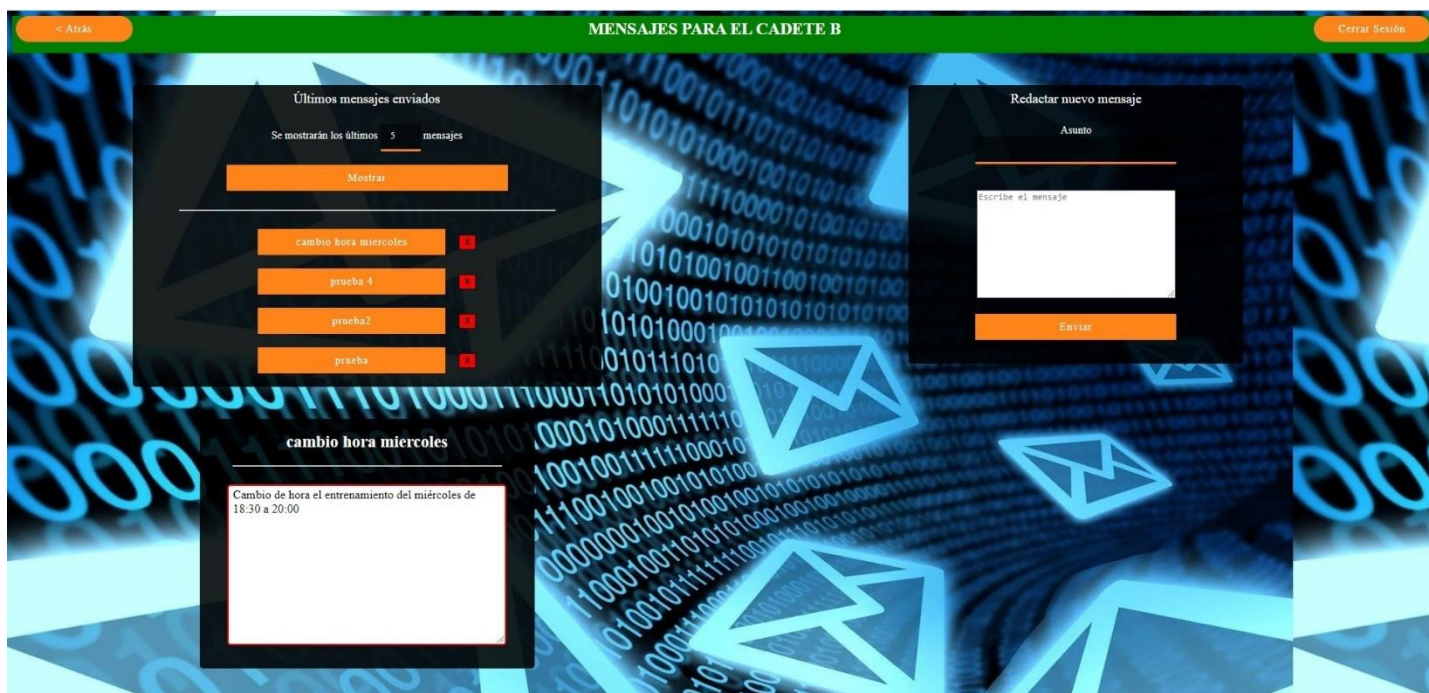 < Atrás
MENSAJES PARA EL CADETE B
Cerrar Sesión
Últimos mensajes enviados
Se mostrarán los últimos 5 mensajes
Mostrar
cambio hora miercoles X
prueba 4 X
prueba2 X
prueba X
cambio hora miercoles
Cambio de hora el entrenamiento del miércoles de
18:30 a 20:00
Redactar nuevo mensaje
Asunto
Escribe el mensaje
Enviar